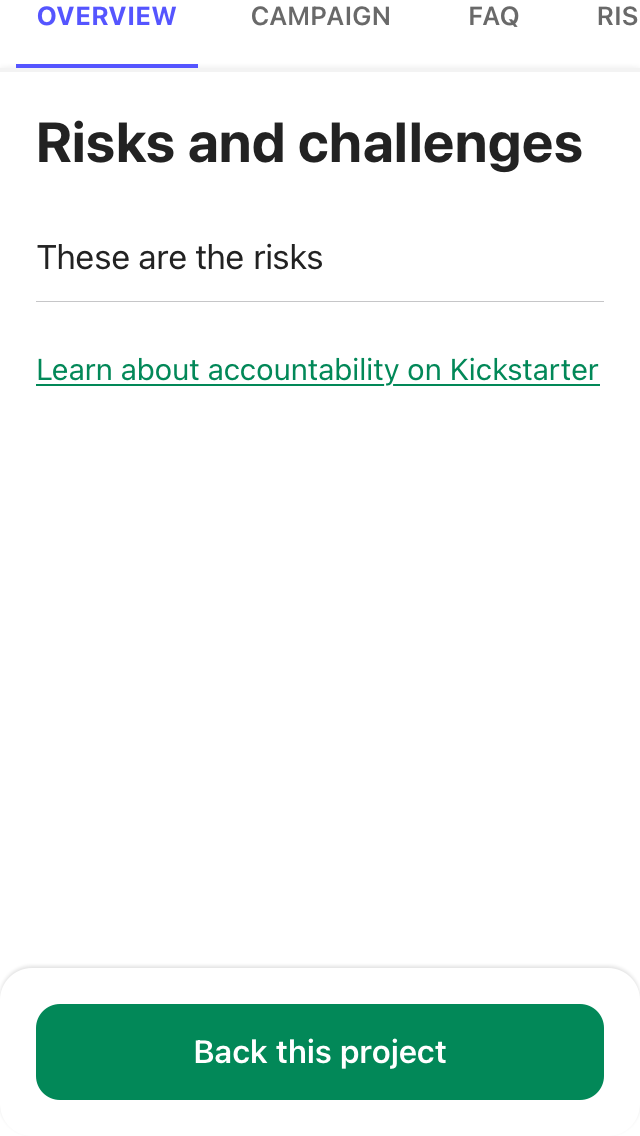 OVERVIEW CAMPAIGN FAQ RIS
Risks and challenges
These are the risks
Learn about accountability on Kickstarter
Back this project